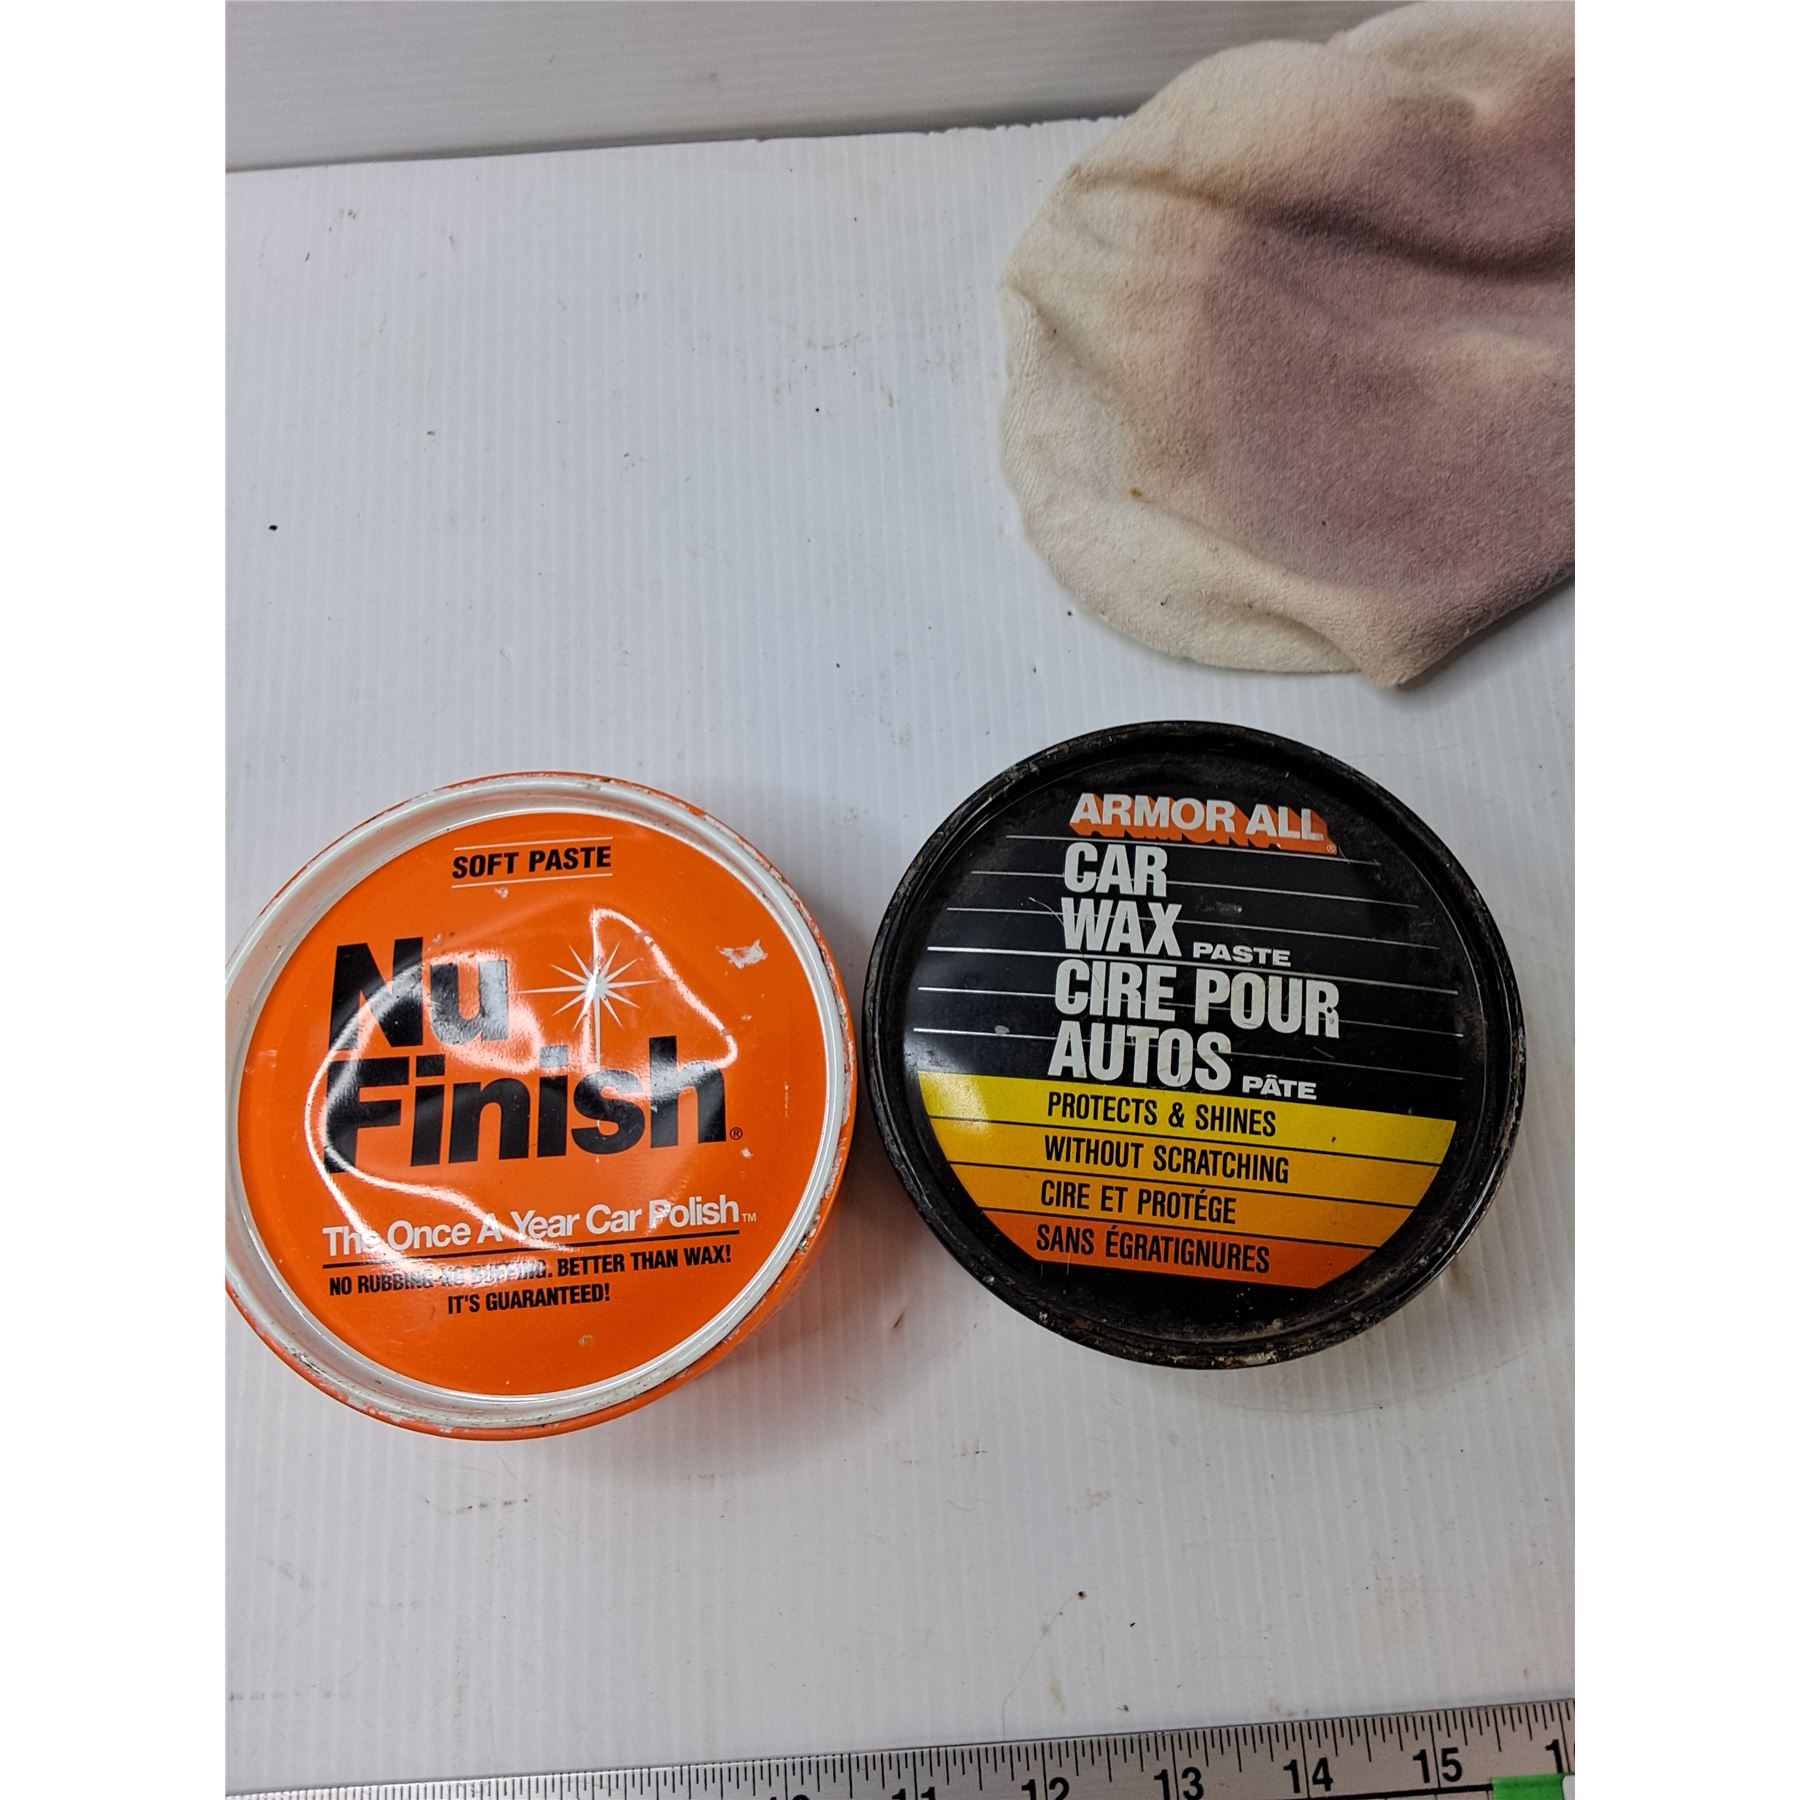 SOFT PASTE
Nu
Finish®
The Once A Year Car Polish™
NO RUBBING NO BUFFING. BETTER THAN WAX!
IT'S GUARANTEED!
ARMOR ALL®
CAR
WAX PASTE
CIRE POUR
AUTOS PÂTE
PROTECTS & SHINES
WITHOUT SCRATCHING
CIRE ET PROTÉGE
SANS ÉGRATIGNURES
11 12 13 14 15